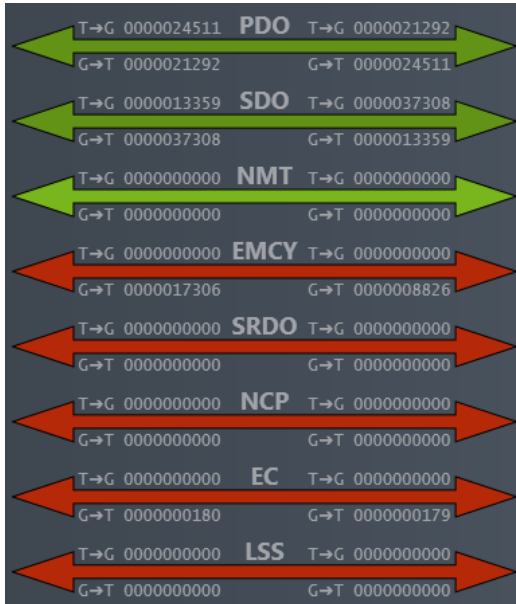 T→G 0000024511 PDO T→G 0000021292
G→T 0000021292 G→T 0000024511
T→G 0000013359 SDO T→G 0000037308
G→T 0000037308 G→T 0000013359
T→G 0000000000 NMT T→G 0000000000
G→T 0000000000 G→T 0000000000
T→G 0000000000 EMCY T→G 0000000000
G→T 0000017306 G→T 0000008826
T→G 0000000000 SRDO T→G 0000000000
G→T 0000000000 G→T 0000000000
T→G 0000000000 NCP T→G 0000000000
G→T 0000000000 G→T 0000000000
T→G 0000000000 EC T→G 0000000000
G→T 0000000180 G→T 0000000179
T→G 0000000000 LSS T→G 0000000000
G→T 0000000000 G→T 0000000000